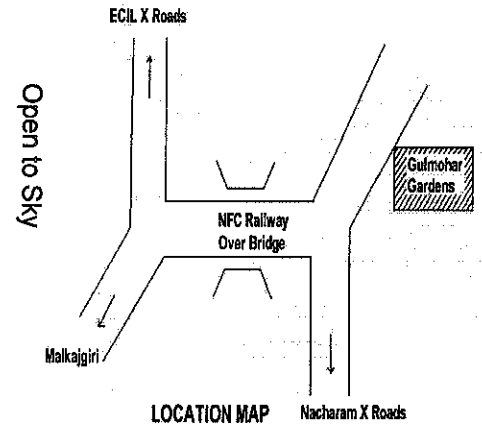 ECIL X Roads
Open to Sky
Gulmohar
Gardens
NFC Railway
Over Bridge
Malkajgiri
LOCATION MAP
Nacharam X Roads